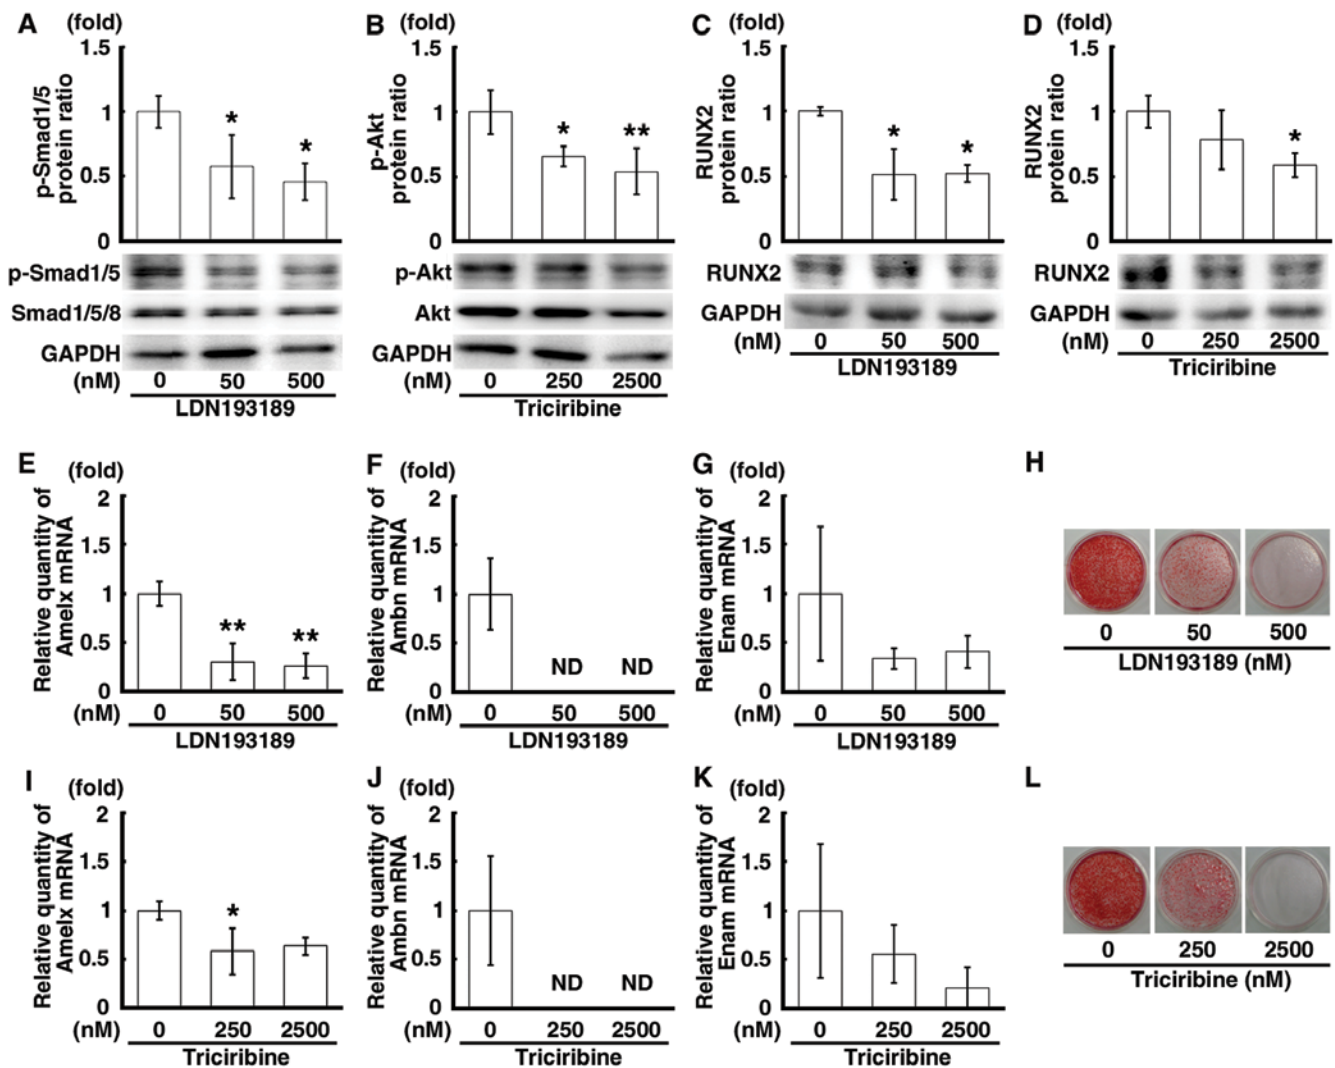 A (fold)
1.5
1
0.5
0
p-Smad1/5
protein ratio
*
*
p-Smad1/5
Smad1/5/8
GAPDH
(nM) 0 50 500
LDN193189
B (fold)
1.5
1
0.5
0
p-Akt
protein ratio
*
**
p-Akt
Akt
GAPDH
(nM) 0 250 2500
Triciribine
C (fold)
1.5
1
0.5
0
RUNX2
protein ratio
*
*
RUNX2
GAPDH
(nM) 0 50 500
LDN193189
D (fold)
1.5
1
0.5
0
RUNX2
protein ratio
*
RUNX2
GAPDH
(nM) 0 250 2500
Triciribine
E (fold)
2
1.5
1
0.5
0
Relative quantity of
Amelx mRNA
**
**
(nM) 0 50 500
LDN193189
F (fold)
2
1.5
1
0.5
0
Relative quantity of
Ambn mRNA
ND ND
(nM) 0 50 500
LDN193189
G (fold)
2
1.5
1
0.5
0
Relative quantity of
Enam mRNA
(nM) 0 50 500
LDN193189
H
0 50 500
LDN193189 (nM)
I (fold)
2
1.5
1
0.5
0
Relative quantity of
Amelx mRNA
*
(nM) 0 250 2500
Triciribine
J (fold)
2
1.5
1
0.5
0
Relative quantity of
Ambn mRNA
ND ND
(nM) 0 250 2500
Triciribine
K (fold)
2
1.5
1
0.5
0
Relative quantity of
Enam mRNA
(nM) 0 250 2500
Triciribine
L
0 250 2500
Triciribine (nM)